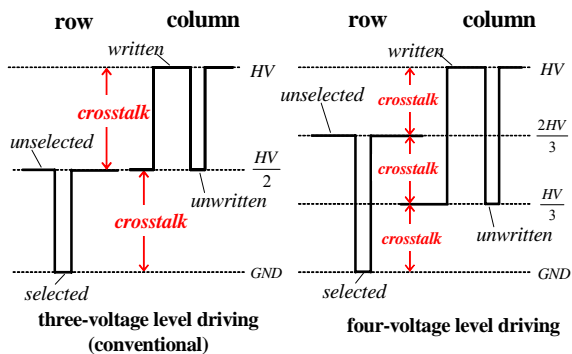 row column
written
HV
crosstalk
unselected
HV
2
crosstalk
unwritten
GND
selected
three-voltage level driving
(conventional)
row column
written
HV
crosstalk
unselected
2HV
3
crosstalk
HV
3
crosstalk
unwritten
GND
selected
four-voltage level driving